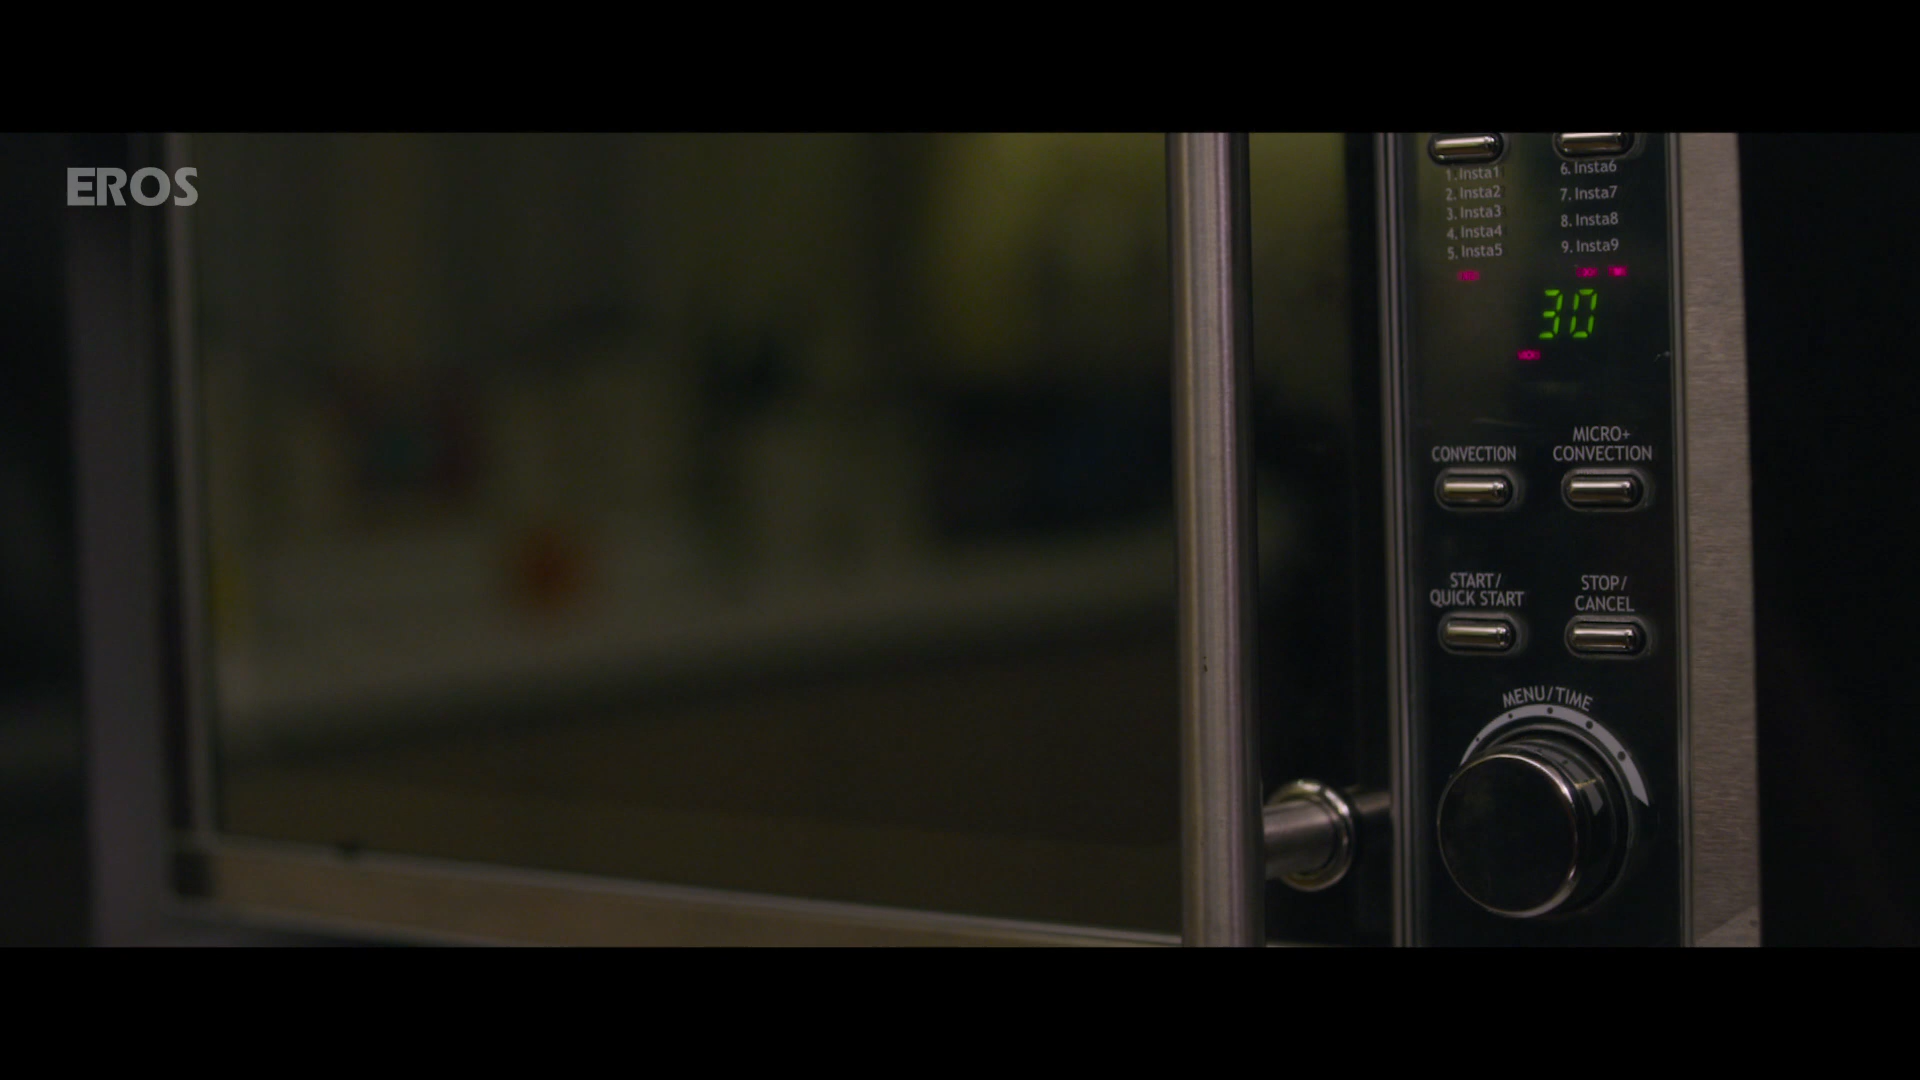 EROS
1. Insta1
2. Insta2
3. Insta3
4. Insta4
5. Insta5
6. Insta6
7. Insta7
8. Insta8
9. Insta9
30
CONVECTION
MICRO+
CONVECTION
START/
QUICK START
STOP/
CANCEL
MENU/TIME